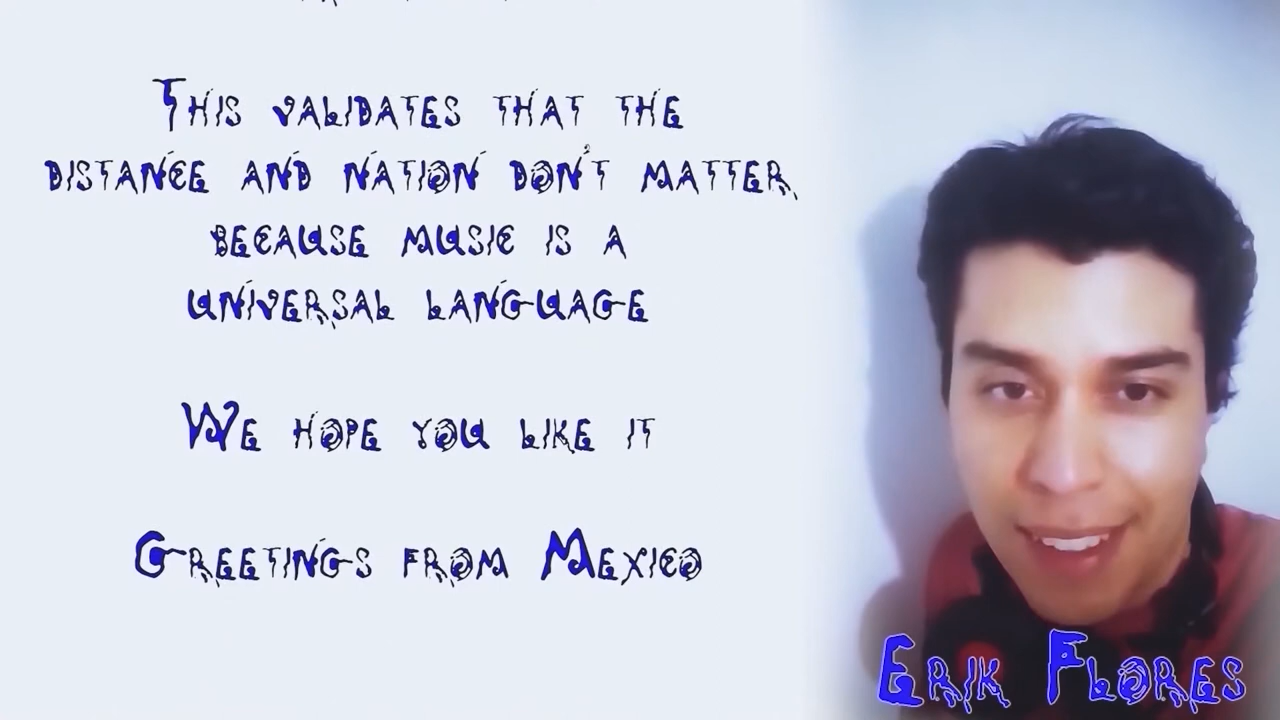 This validates that the
distance and nation don't matter,
because music is a
universal language
We hope you like it
Greetings from Mexico
Erik Flores